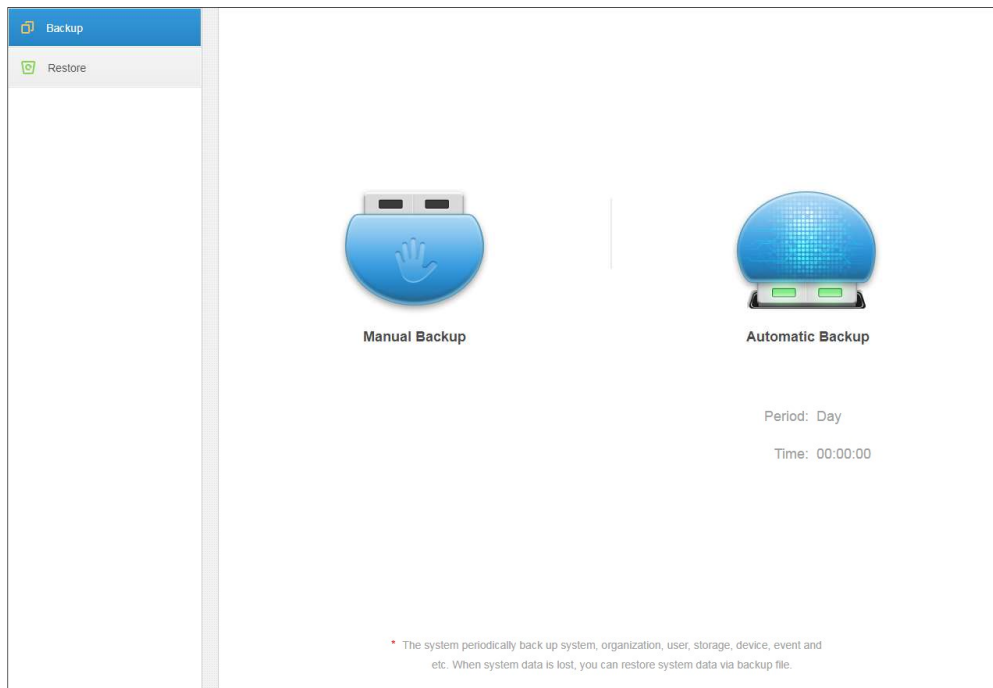 Backup
Restore
Manual Backup
Automatic Backup
Period: Day
Time: 00:00:00
* The system periodically back up system, organization, user, storage, device, event and
etc. When system data is lost, you can restore system data via backup file.